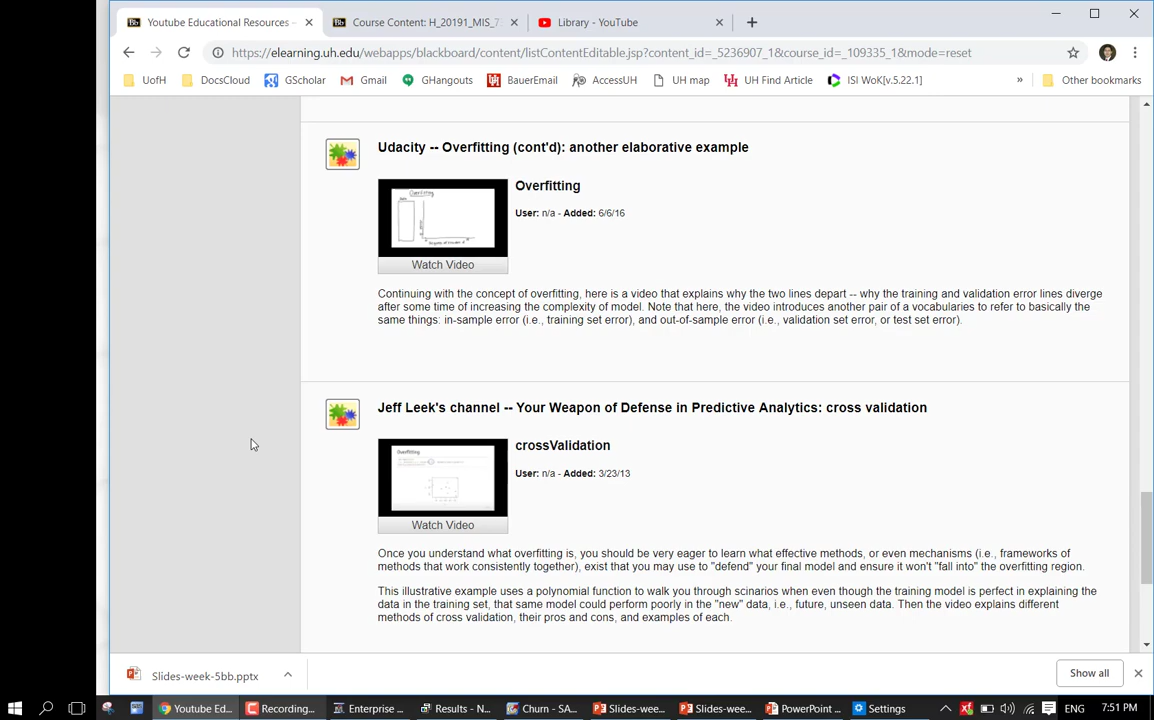 Youtube Educational Resources –
Course Content: H_20191_MIS_7
Library - YouTube
https://elearning.uh.edu/webapps/blackboard/content/listContentEditable.jsp?content_id=_5236907_1&course_id=_109335_1&mode=reset
UofH
DocsCloud
GScholar
Gmail
GHangouts
BauerEmail
AccessUH
UH map
UH Find Article
ISI WoK[v.5.22.1]
»
Other bookmarks
Udacity -- Overfitting (cont'd): another elaborative example
Overfitting
User: n/a - Added: 6/6/16
Watch Video
Continuing with the concept of overfitting, here is a video that explains why the two lines depart -- why the training and validation error lines diverge
after some time of increasing the complexity of model. Note that here, the video introduces another pair of a vocabularies to refer to basically the
same things: in-sample error (i.e., training set error), and out-of-sample error (i.e., validation set error, or test set error).
Jeff Leek's channel -- Your Weapon of Defense in Predictive Analytics: cross validation
crossValidation
Overfitting
User: n/a - Added: 3/23/13
Watch Video
Once you understand what overfitting is, you should be very eager to learn what effective methods, or even mechanisms (i.e., frameworks of
methods that work consistently together), exist that you may use to "defend" your final model and ensure it won't "fall into" the overfitting region.
This illustrative example uses a polynomial function to walk you through scinarios when even though the training model is perfect in explaining the
data in the training set, that same model could perform poorly in the "new" data, i.e., future, unseen data. Then the video explains different
methods of cross validation, their pros and cons, and examples of each.
Slides-week-5bb.pptx
Show all
Youtube Ed...
Recording...
Enterprise ...
Results - N...
Churn - SA...
Slides-wee...
Slides-wee...
PowerPoint ...
Settings
ENG
7:51 PM